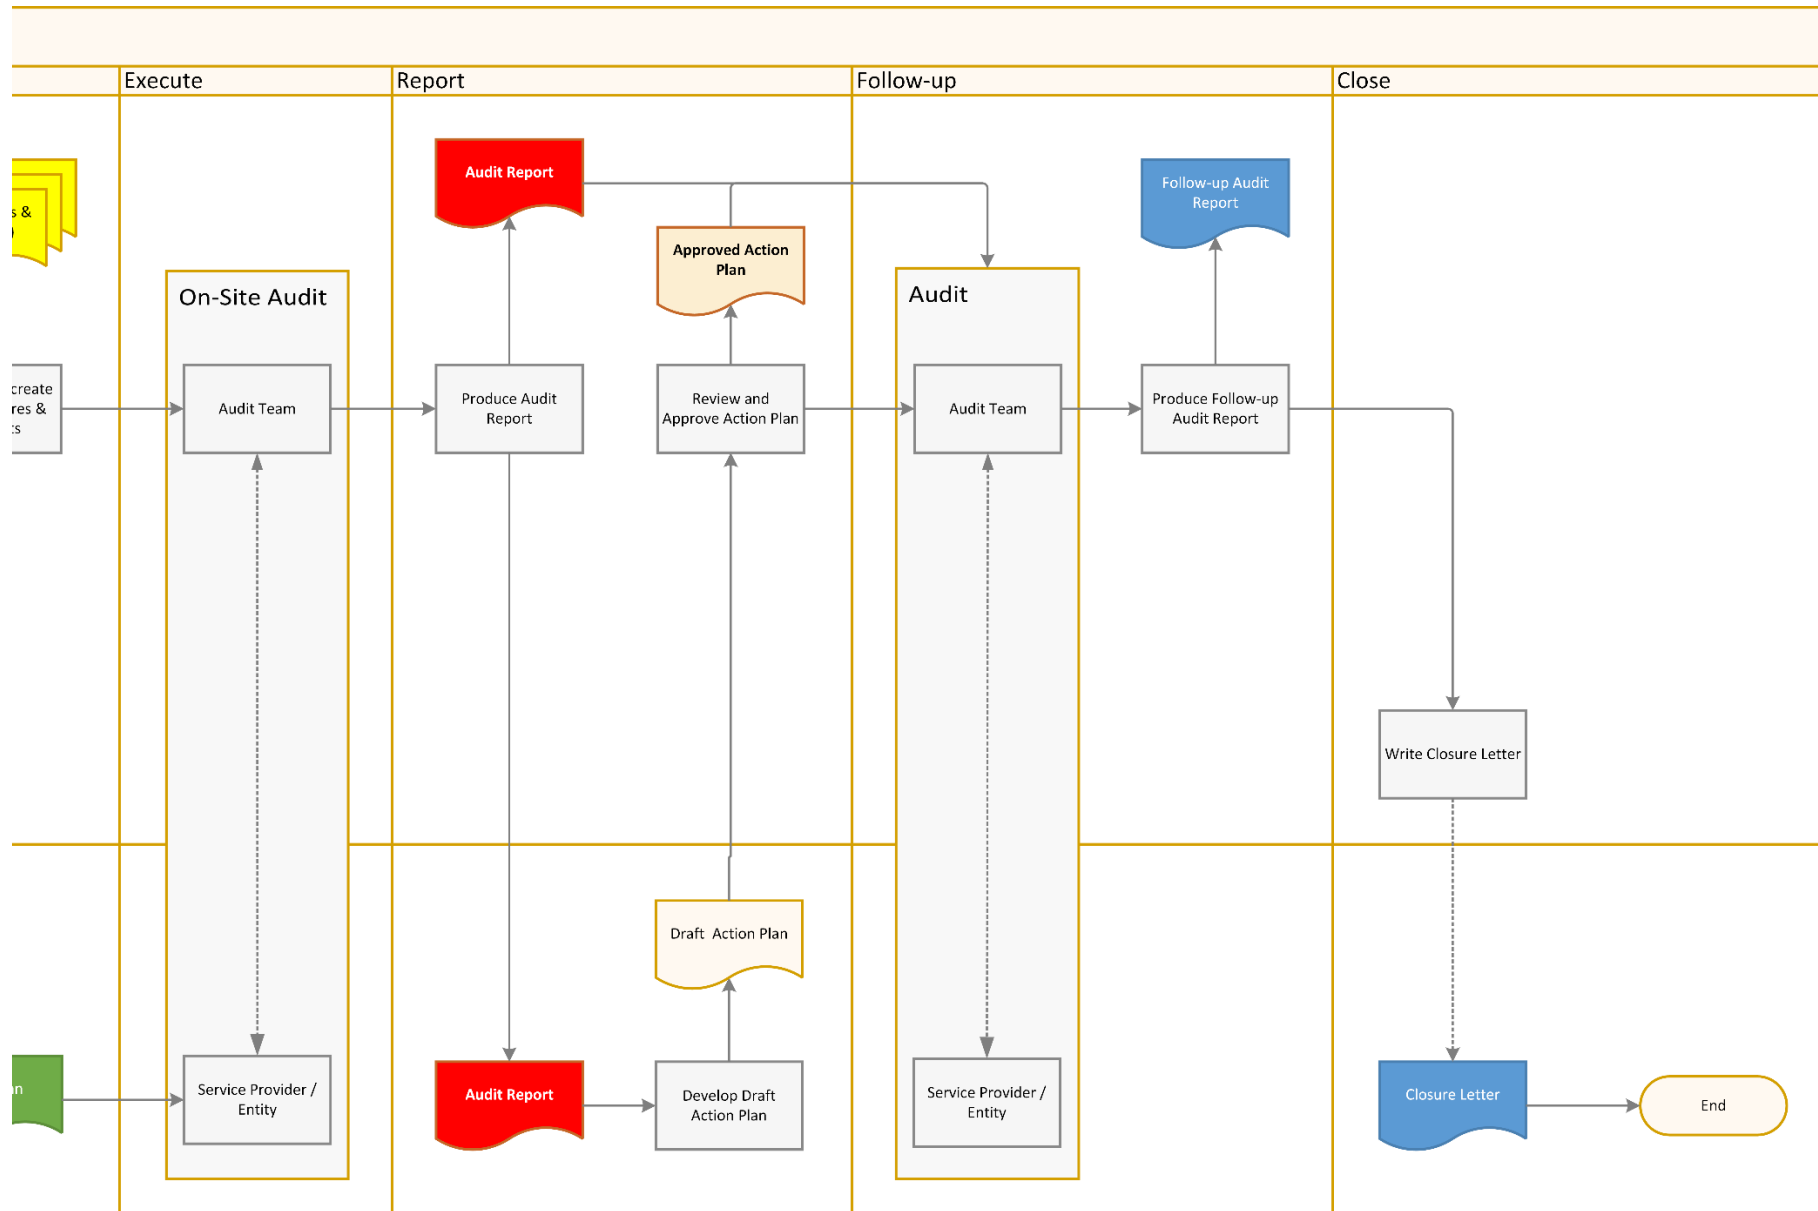 Execute
Report
Follow-up
Close
s &
)
create
res &
ts
On-Site Audit
Audit Team
Service Provider /
Entity
Audit Report
Produce Audit
Report
Approved Action
Plan
Review and
Approve Action Plan
Draft  Action Plan
Audit Report
Develop Draft
Action Plan
Audit
Audit Team
Service Provider /
Entity
Follow-up Audit
Report
Produce Follow-up
Audit Report
Write Closure Letter
Closure Letter
End